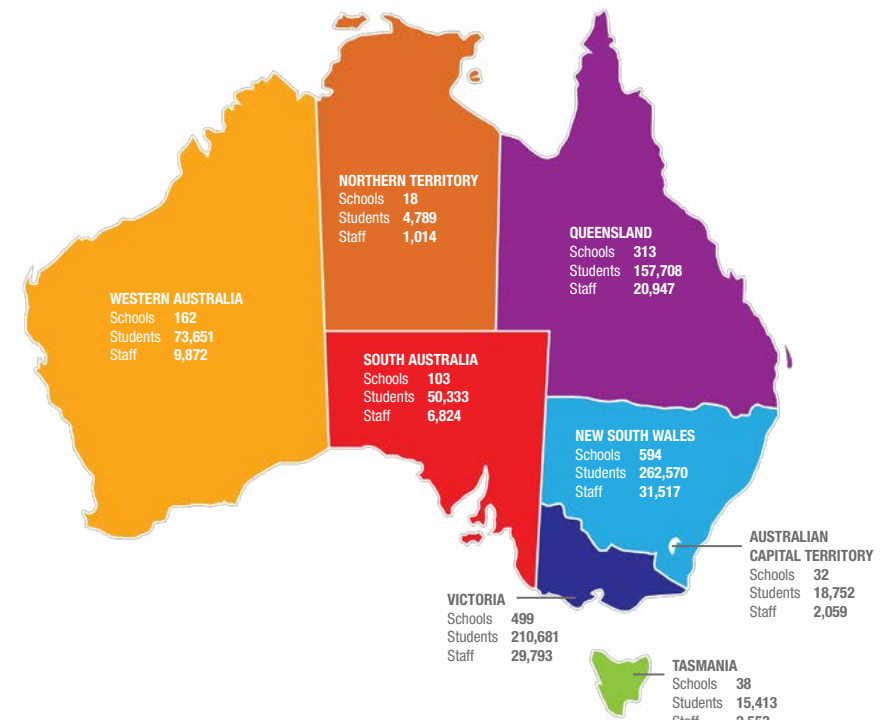 NORTHERN TERRITORY
Schools 18
Students 4,789
Staff 1,014
QUEENSLAND
Schools 313
Students 157,708
Staff 20,947
WESTERN AUSTRALIA
Schools 162
Students 73,651
Staff 9,872
SOUTH AUSTRALIA
Schools 103
Students 50,333
Staff 6,824
NEW SOUTH WALES
Schools 594
Students 262,570
Staff 31,517
AUSTRALIAN
CAPITAL TERRITORY
Schools 32
Students 18,752
Staff 2,059
VICTORIA
Schools 499
Students 210,681
Staff 29,793
TASMANIA
Schools 38
Students 15,413
Staff